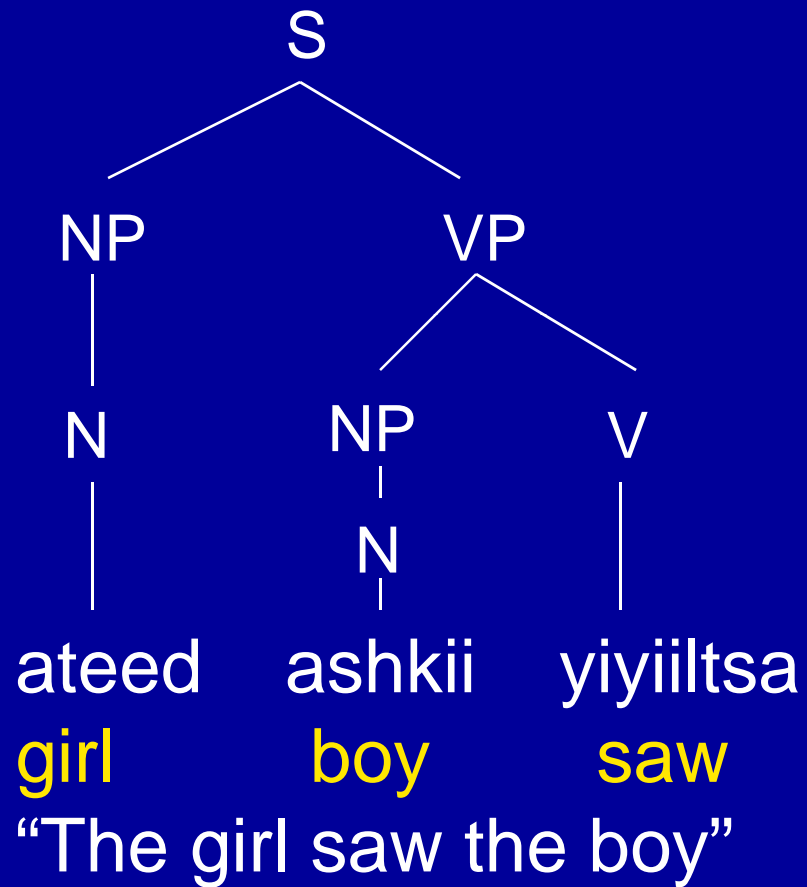 S
NP VP
N NP V
N
ateed ashkii yiyiiltsa
girl boy saw
“The girl saw the boy”